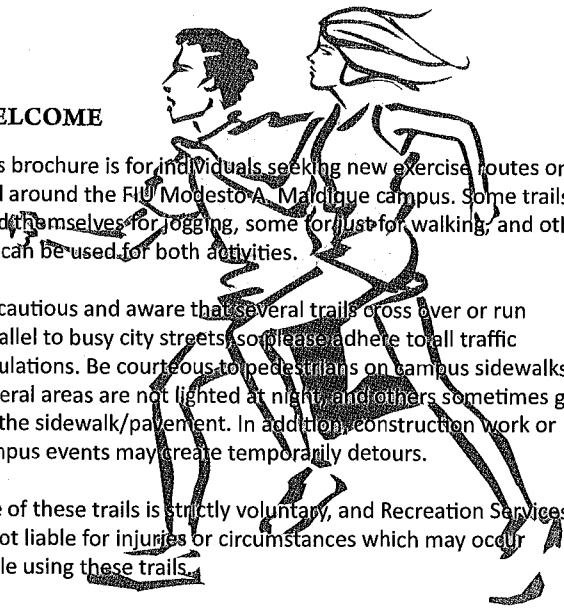 ELCOME
s brochure is for individuals seeking new exercise routes on
d around the FIU Modesto A. Maidique campus. Some trails
d themselves for jogging, some for just for walking, and oth
can be used for both activities.
cautious and aware that several trails cross over or run
allel to busy city streets, so please adhere to all traffic
ulations. Be courteous to pedestrians on campus sidewalks
eral areas are not lighted at night, and others sometimes g
the sidewalk/pavement. In addition, construction work or
mpus events may create temporarily detours.
e of these trails is strictly voluntary, and Recreation Services
ot liable for injuries or circumstances which may occur
le using these trails.